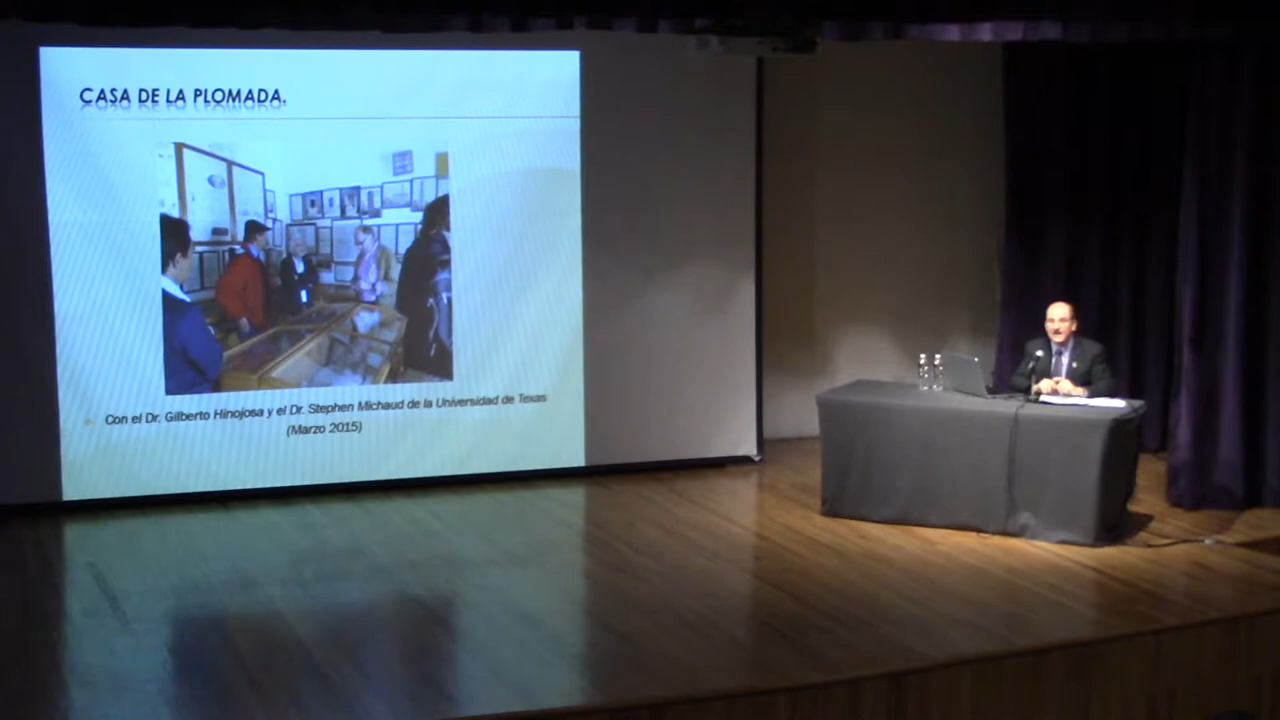 CASA DE LA PLOMADA.
Con el Dr. Gilberto Hinojosa y el Dr. Stephen Michaud de la Universidad de Texas
(Marzo 2015)